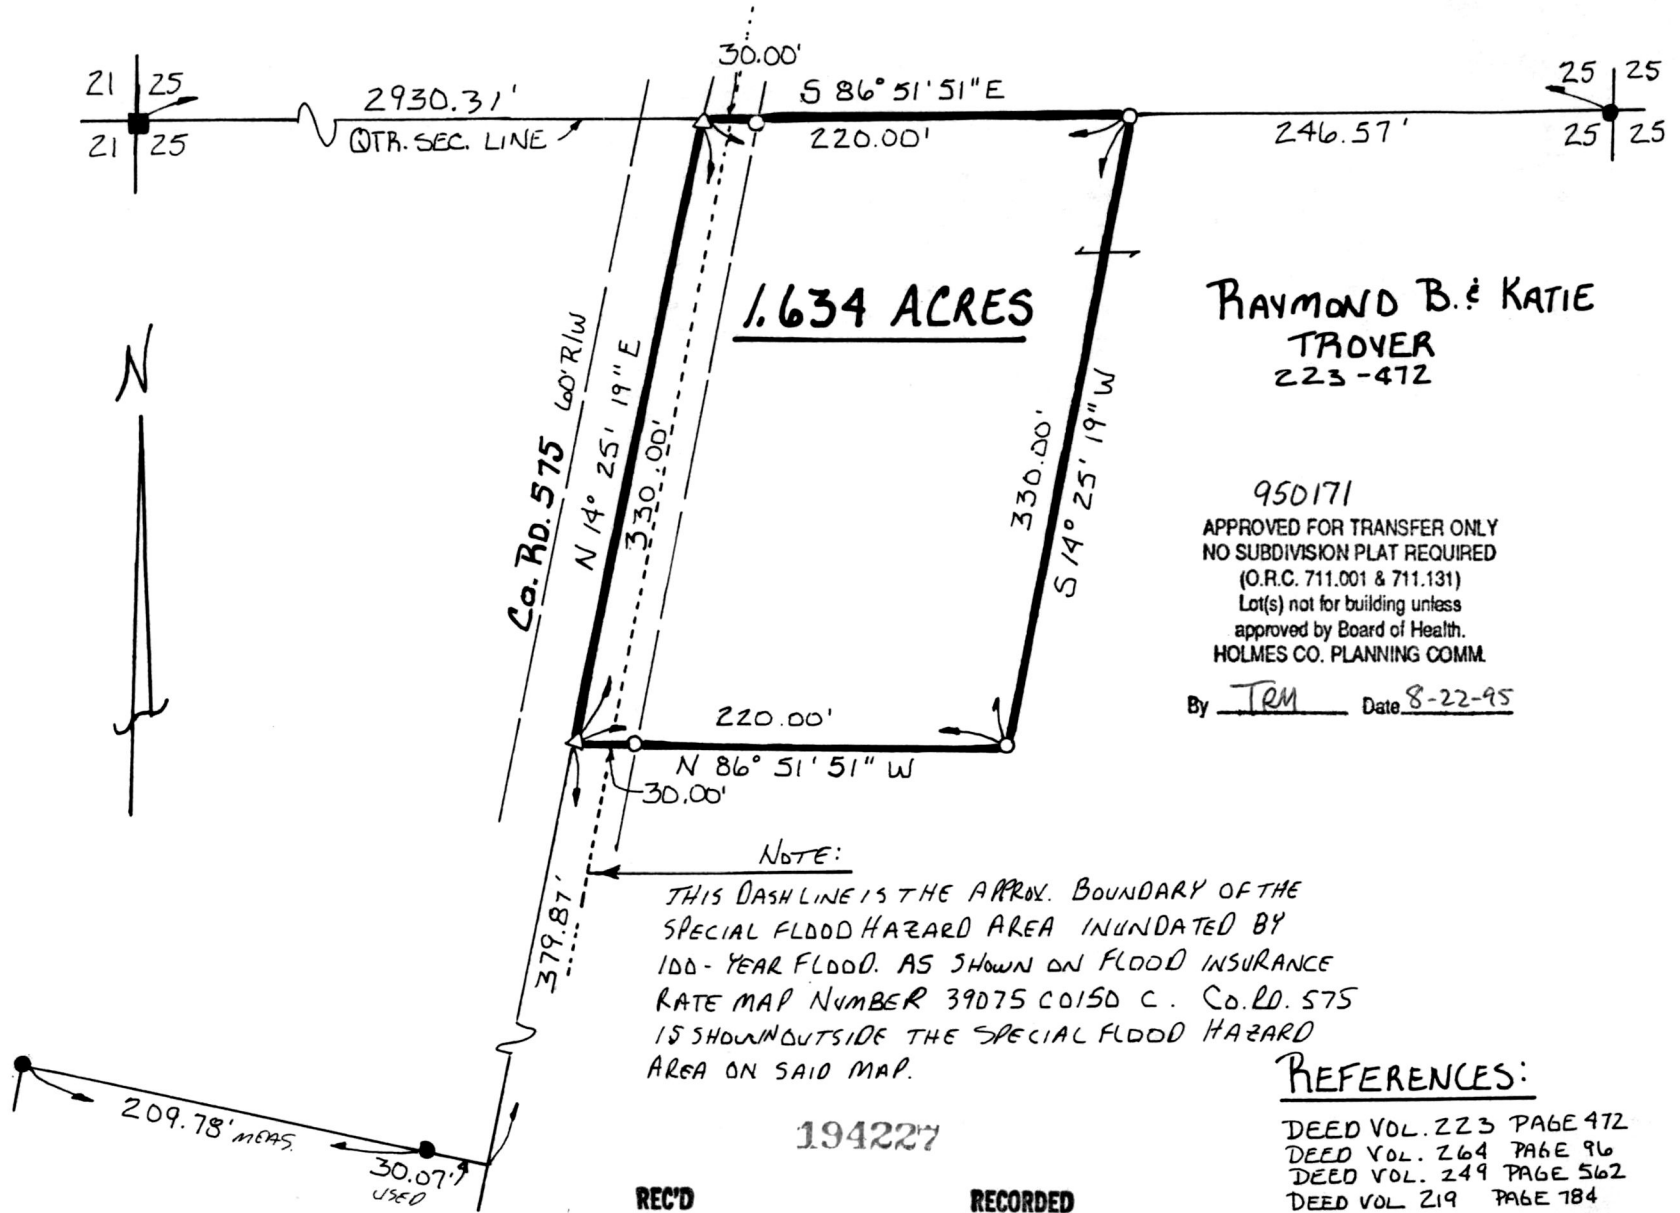 30.00'
21 25
2930.31'
S 86° 51' 51" E
25 25
21 25
QTR. SEC. LINE
220.00'
246.57'
25 25
N
Co. RD. 575 60' R/W
N 14° 25' 19" E
330.00'
1.634 ACRES
330.00'
S 14° 25' 19" W
RAYMOND B. & KATIE
TROYER
223-472
950171
APPROVED FOR TRANSFER ONLY
NO SUBDIVISION PLAT REQUIRED
(O.R.C. 711.001 & 711.131)
Lot(s) not for building unless
approved by Board of Health.
HOLMES CO. PLANNING COMM.
By TRM Date 8-22-95
220.00'
N 86° 51' 51" W
30.00'
379.87'
NOTE:
THIS DASH LINE IS THE APPROX. BOUNDARY OF THE
SPECIAL FLOOD HAZARD AREA INUNDATED BY
100-YEAR FLOOD. AS SHOWN ON FLOOD INSURANCE
RATE MAP NUMBER 39075 C0150 C. CO. RD. 575
IS SHOWN OUTSIDE THE SPECIAL FLOOD HAZARD
AREA ON SAID MAP.
209.78' MEAS.
30.07'
USED
194227
REC'D RECORDED
REFERENCES:
DEED VOL. 223 PAGE 472
DEED VOL. 264 PAGE 96
DEED VOL. 249 PAGE 562
DEED VOL 219 PAGE 784